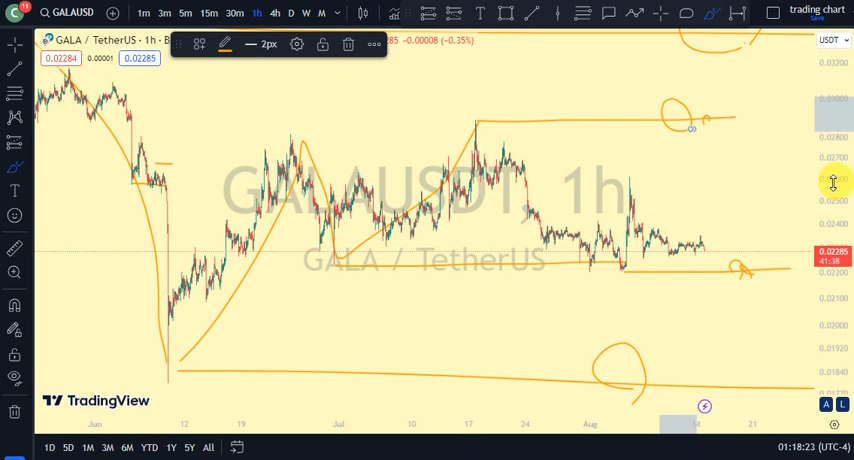 C 11 GALAUSD 1m 3m 5m 15m 30m 1h 4h D W M trading chart
Save
GALA / TetherUS · 1h · B -0.00008 (−0.35%) USDT
2px
0.02284 0.00001 0.02285
0.03200
0.03000
0.02800
0.02700
0.02500
0.02400
GALAUSDT, 1h
GALA / TetherUS
0.02285
41:38
0.02200
0.02100
0.02000
0.01920
0.01840
TradingView
A L
Jun 12 19 Jul 10 17 24 Aug 14 21
1D 5D 1M 3M 6M YTD 1Y 5Y All 01:18:23 (UTC-4)